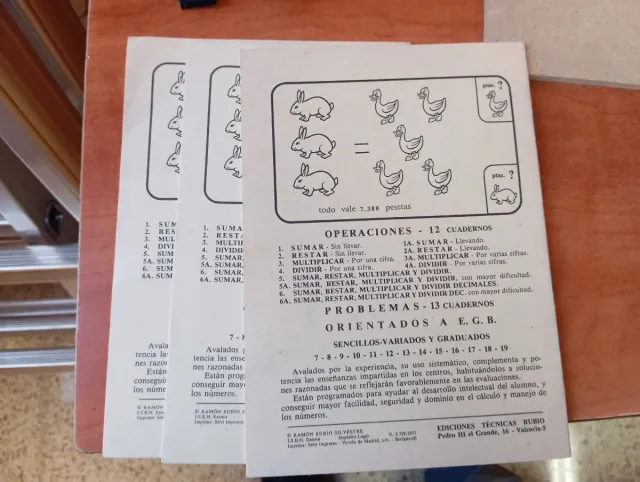 ptas. ?
ptas. ?
todo vale 7.380 pesetas
OPERACIONES - 12 CUADERNOS
1. SUMAR - Sin llevar.
2. RESTAR - Sin llevar.
3. MULTIPLICAR - Por una cifra.
4. DIVIDIR - Por una cifra.
1A. SUMAR - Llevando.
2A. RESTAR - Llevando.
3A. MULTIPLICAR - Por varias cifras.
4A. DIVIDIR - Por varias cifras.
5. SUMAR, RESTAR, MULTIPLICAR Y DIVIDIR.
5A. SUMAR, RESTAR, MULTIPLICAR Y DIVIDIR, con mayor dificultad.
6. SUMAR, RESTAR, MULTIPLICAR Y DIVIDIR DECIMALES.
6A. SUMAR, RESTAR, MULTIPLICAR Y DIVIDIR DEC. con mayor dificultad.
PROBLEMAS - 13 CUADERNOS
ORIENTADOS A E.G.B.
SENCILLOS-VARIADOS Y GRADUADOS
7 - 8 - 9 - 10 - 11 - 12 - 13 - 14 - 15 - 16 - 17 - 18 - 19
Avalados por la experiencia, su uso sistemático, complementa y po-
tencia las enseñanzas impartidas en los centros, habituándolos a solucio-
nes razonadas que se reflejarán favorablemente en las evaluaciones.
Están programados para ayudar al desarrollo intelectual del alumno, y
conseguir mayor facilidad, seguridad y dominio en el cálculo y manejo de
los números.
© RAMÓN RUBIO SILVESTRE
I.S.B.N. Exento Depósito Legal:
EDICIONES TÉCNICAS RUBIO
Pedro III el Grande, 16 - Valencia-5